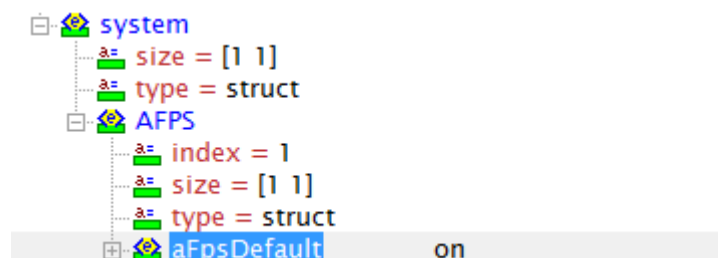 system
size = [1 1]
type = struct
AFPS
index = 1
size = [1 1]
type = struct
aFpsDefault on